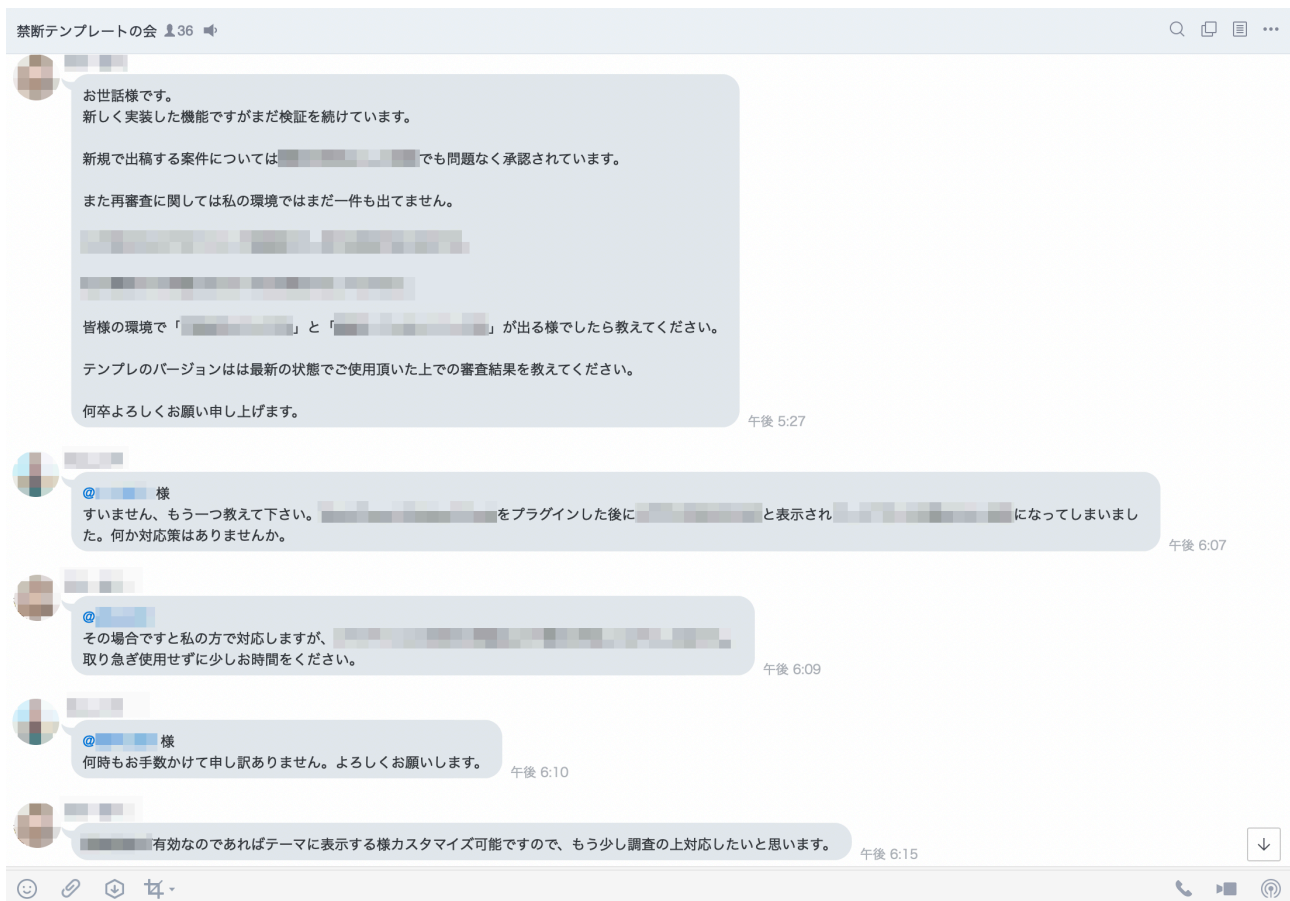 禁断テンプレートの会 36
お世話様です。
新しく実装した機能ですがまだ検証を続けています。
新規で出稿する案件については でも問題なく承認されています。
また再審査に関しては私の環境ではまだ一件も出てません。
皆様の環境で「 」と「 」が出る様でしたら教えてください。
テンプレのバージョンはは最新の状態でご使用頂いた上での審査結果を教えてください。
何卒よろしくお願い申し上げます。
午後 5:27
@ 様
すいません、もう一つ教えて下さい。 をプラグインした後に と表示され になってしまいまし
た。何か対応策はありませんか。
午後 6:07
@
その場合ですと私の方で対応しますが、
取り急ぎ使用せずに少しお時間をください。
午後 6:09
@ 様
何時もお手数かけて申し訳ありません。よろしくお願いします。
午後 6:10
有効なのであればテーマに表示する様カスタマイズ可能ですので、もう少し調査の上対応したいと思います。
午後 6:15